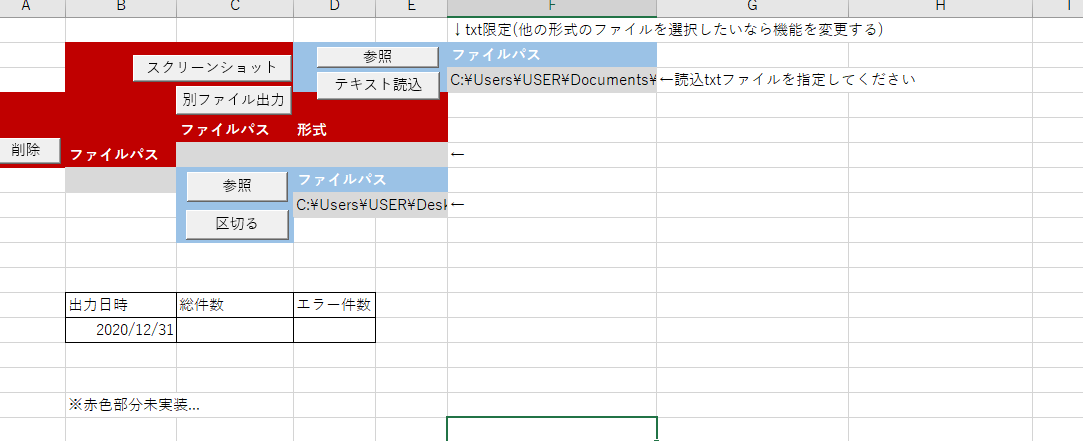 A B C D E F G H I
↓txt限定(他の形式のファイルを選択したいなら機能を変更する)
参照 ファイルパス
スクリーンショット
テキスト読込 C:¥Users¥USER¥Documents¥ ←読込txtファイルを指定してください
別ファイル出力
ファイルパス 形式
削除 ファイルパス ←
参照 ファイルパス
C:¥Users¥USER¥Desk ←
区切る
出力日時 総件数 エラー件数
2020/12/31
※赤色部分未実装...